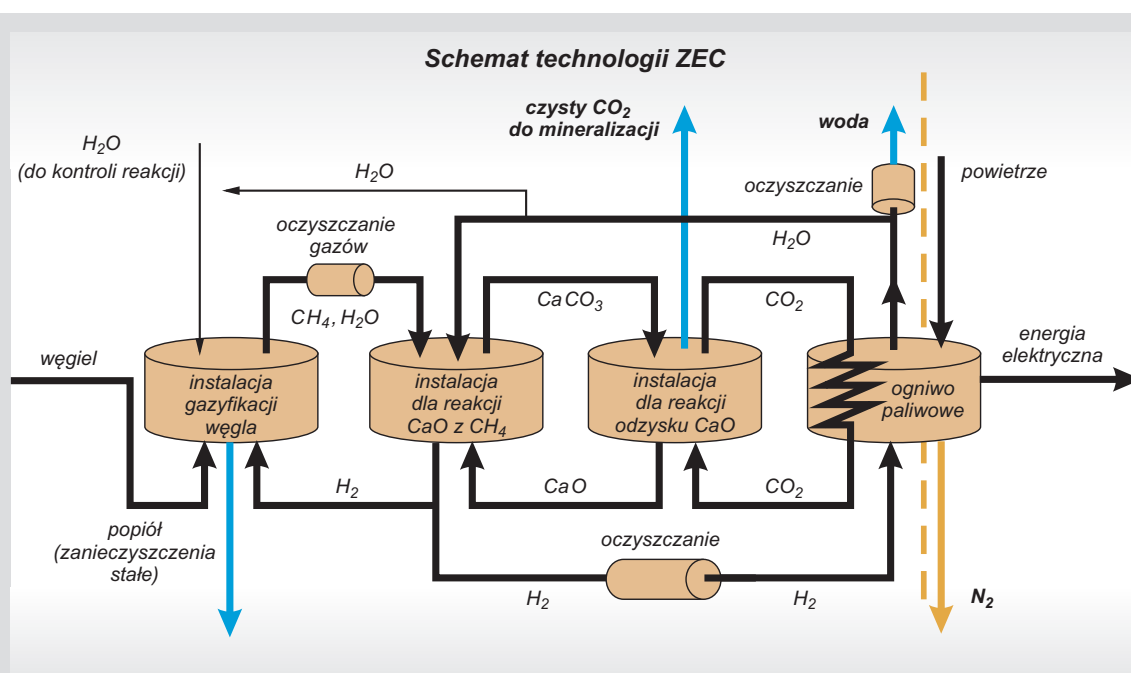 Schemat technologii ZEC
czysty CO₂
do mineralizacji
woda
H₂O
(do kontroli reakcji)
H₂O
oczyszczanie
powietrze
oczyszczanie
gazów
H₂O
CH₄, H₂O
CaCO₃
CO₂
energia
elektryczna
węgiel
instalacja
gazyfikacji
węgla
instalacja
dla reakcji
CaO z CH₄
instalacja
dla reakcji
odzysku CaO
ogniwo
paliwowe
H₂
CaO
CO₂
popiół
(zanieczyszczenia
stałe)
oczyszczanie
H₂
H₂
N₂